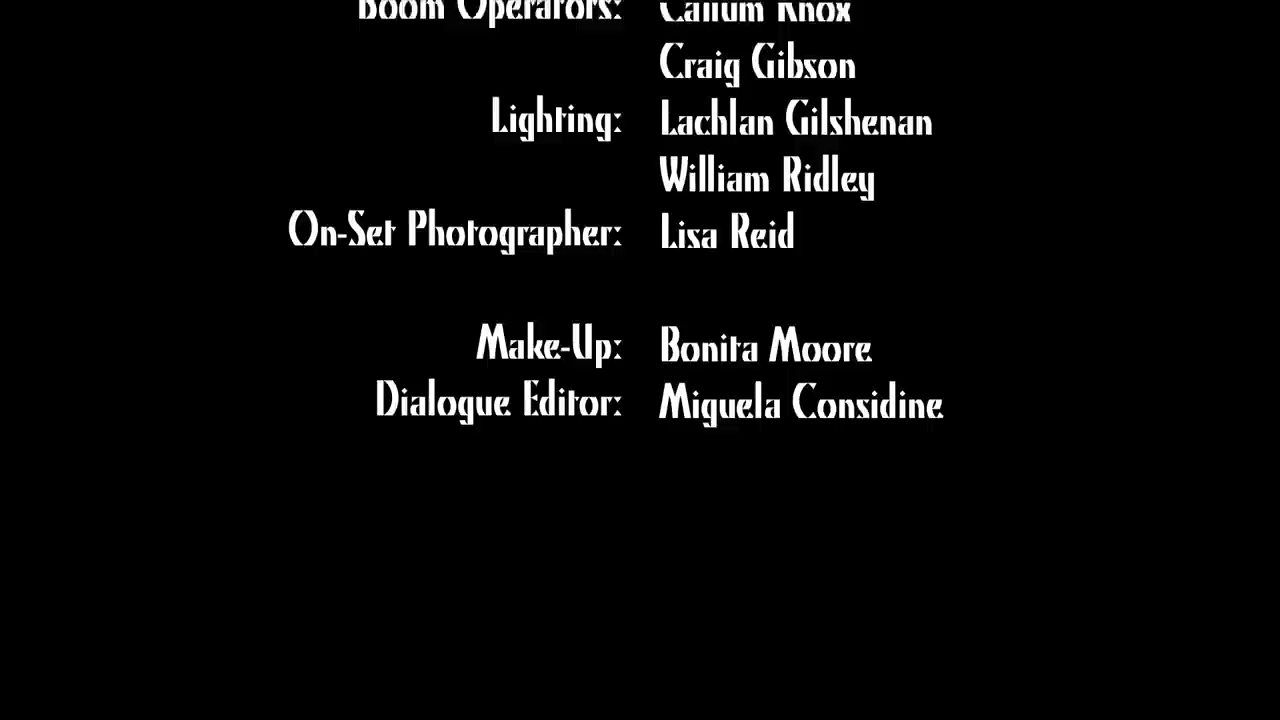 Boom Operators: Callum Knox
Craig Gibson
Lighting: Lachlan Gilshenan
William Ridley
On-Set Photographer: Lisa Reid
Make-Up: Bonita Moore
Dialogue Editor: Miguela Considine